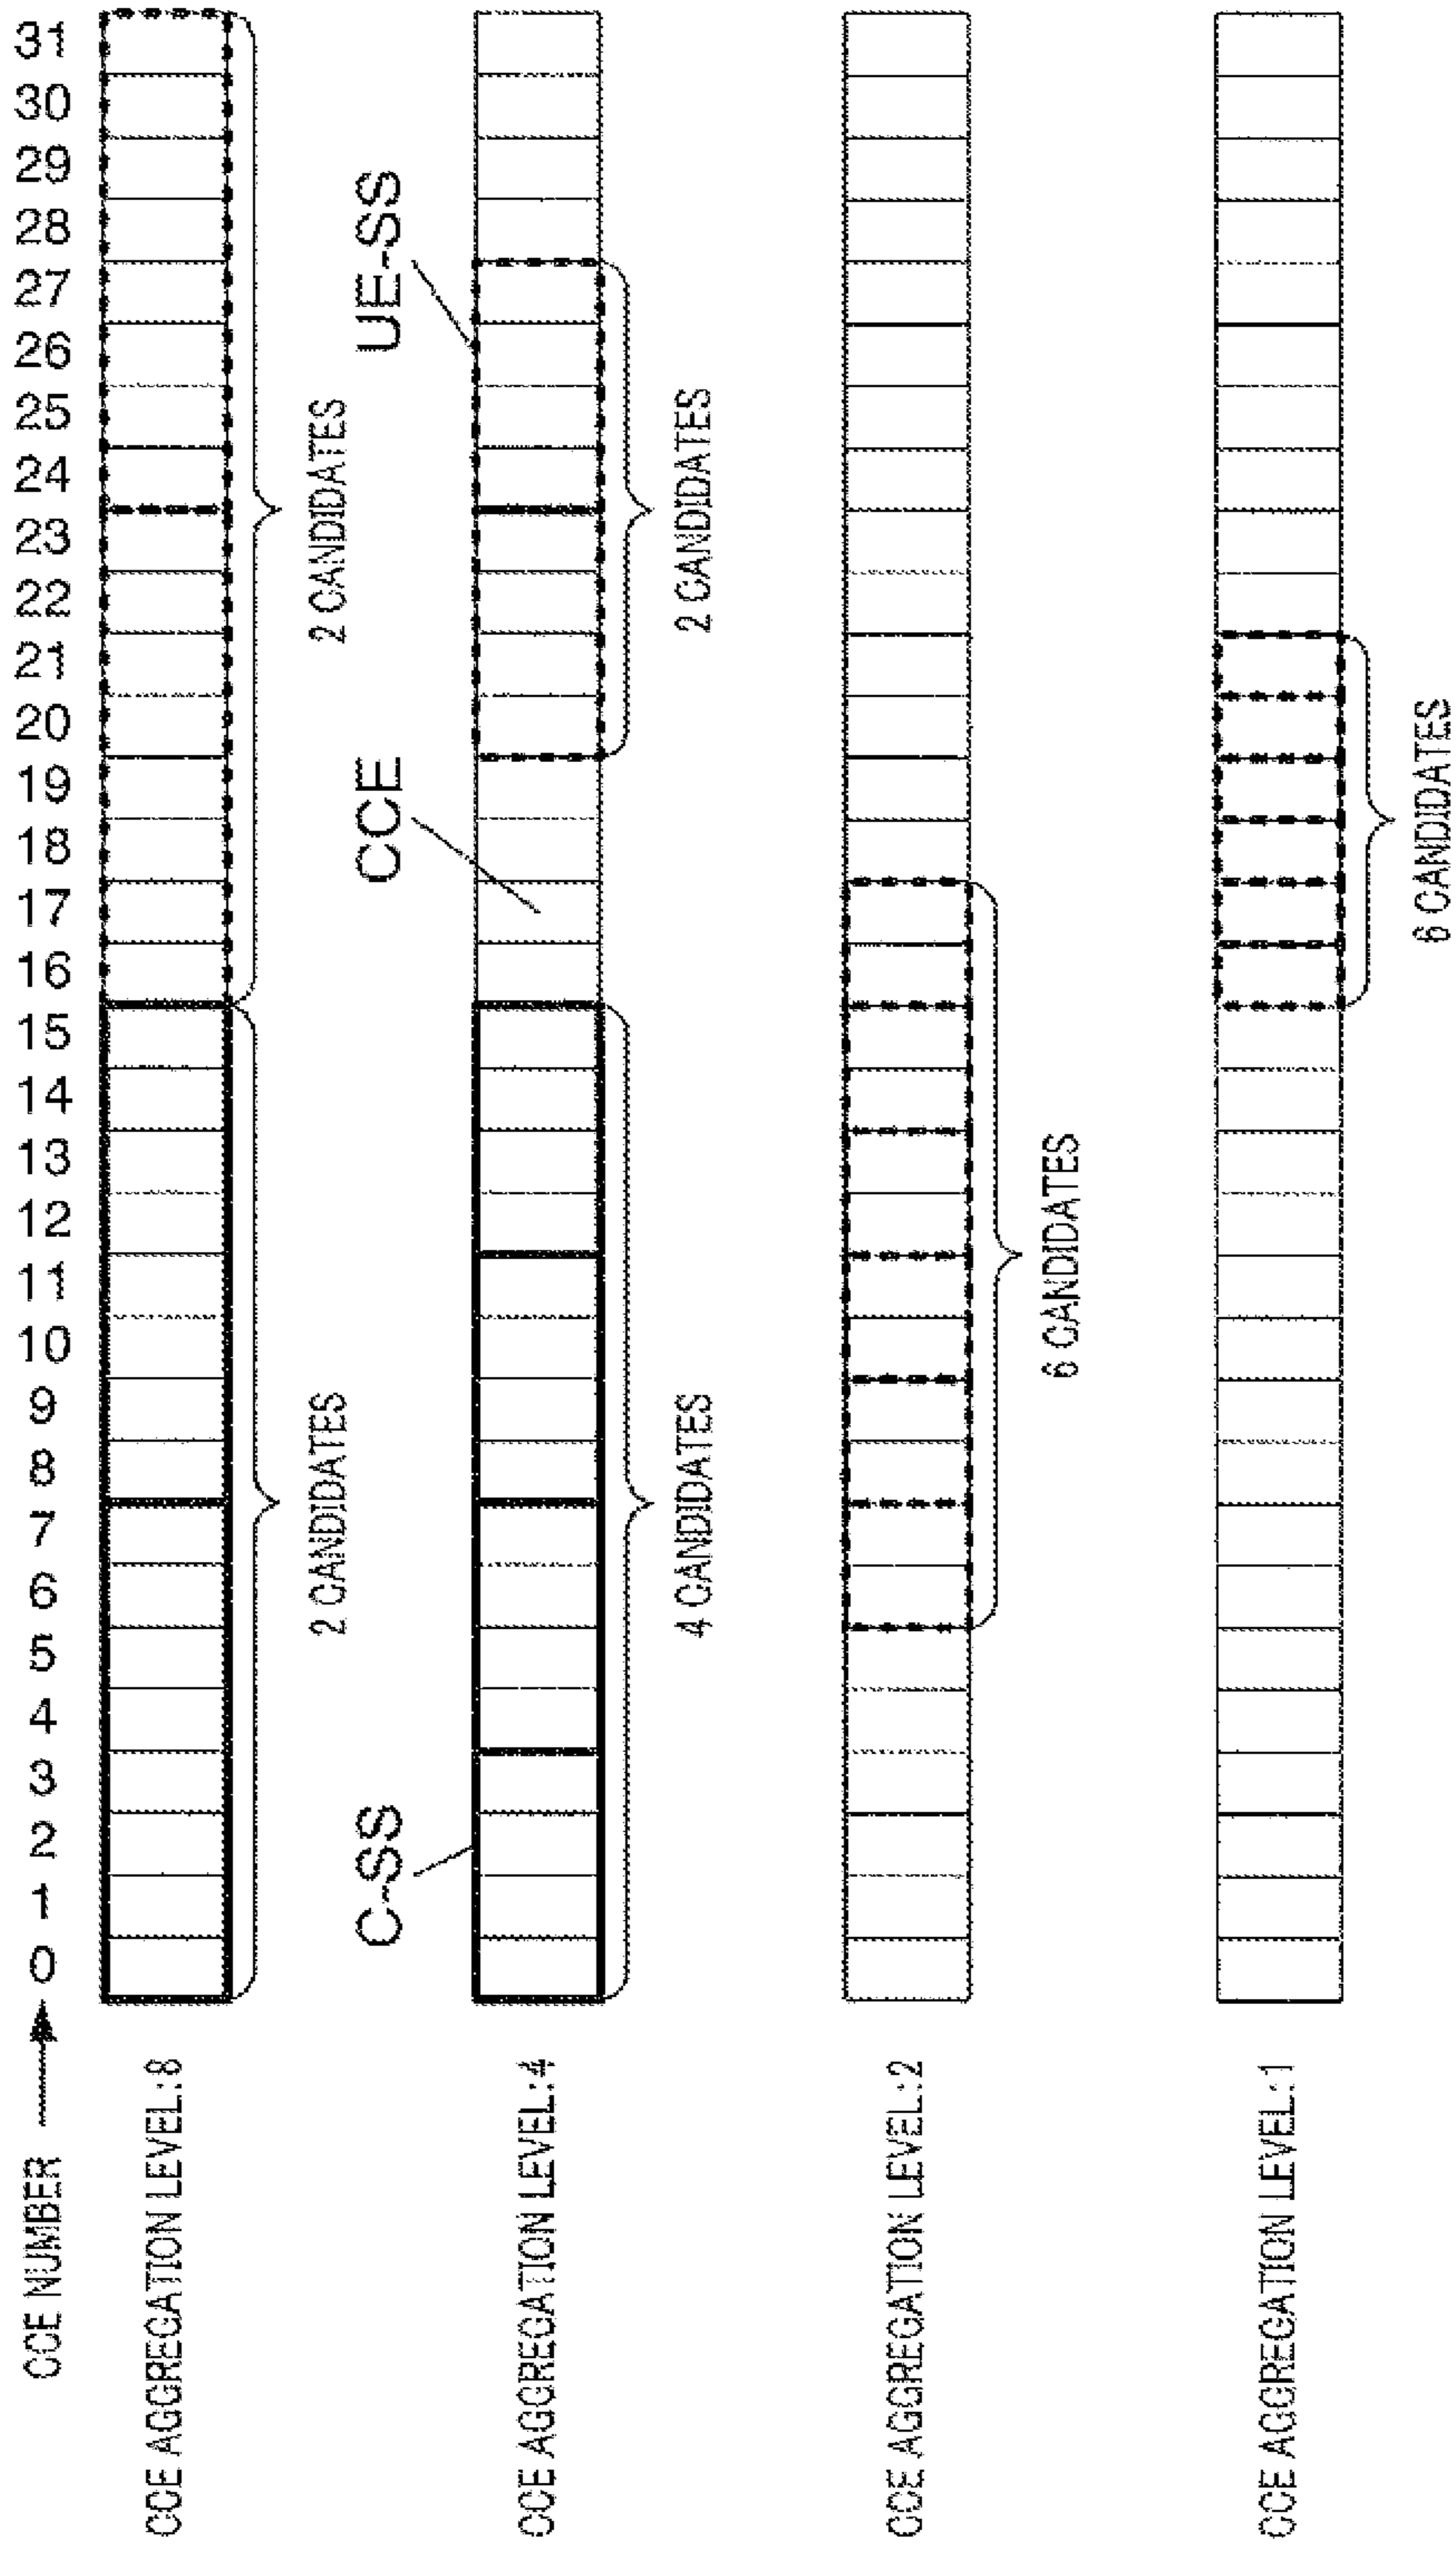 CCE NUMBER → 0 1 2 3 4 5 6 7 8 9 10 11 12 13 14 15 16 17 18 19 20 21 22 23 24 25 26 27 28 29 30 31
CCE AGGREGATION LEVEL:8
2 CANDIDATES
2 CANDIDATES
C-SS
CCE
UE-SS
CCE AGGREGATION LEVEL:4
4 CANDIDATES
2 CANDIDATES
CCE AGGREGATION LEVEL:2
6 CANDIDATES
CCE AGGREGATION LEVEL:1
6 CANDIDATES